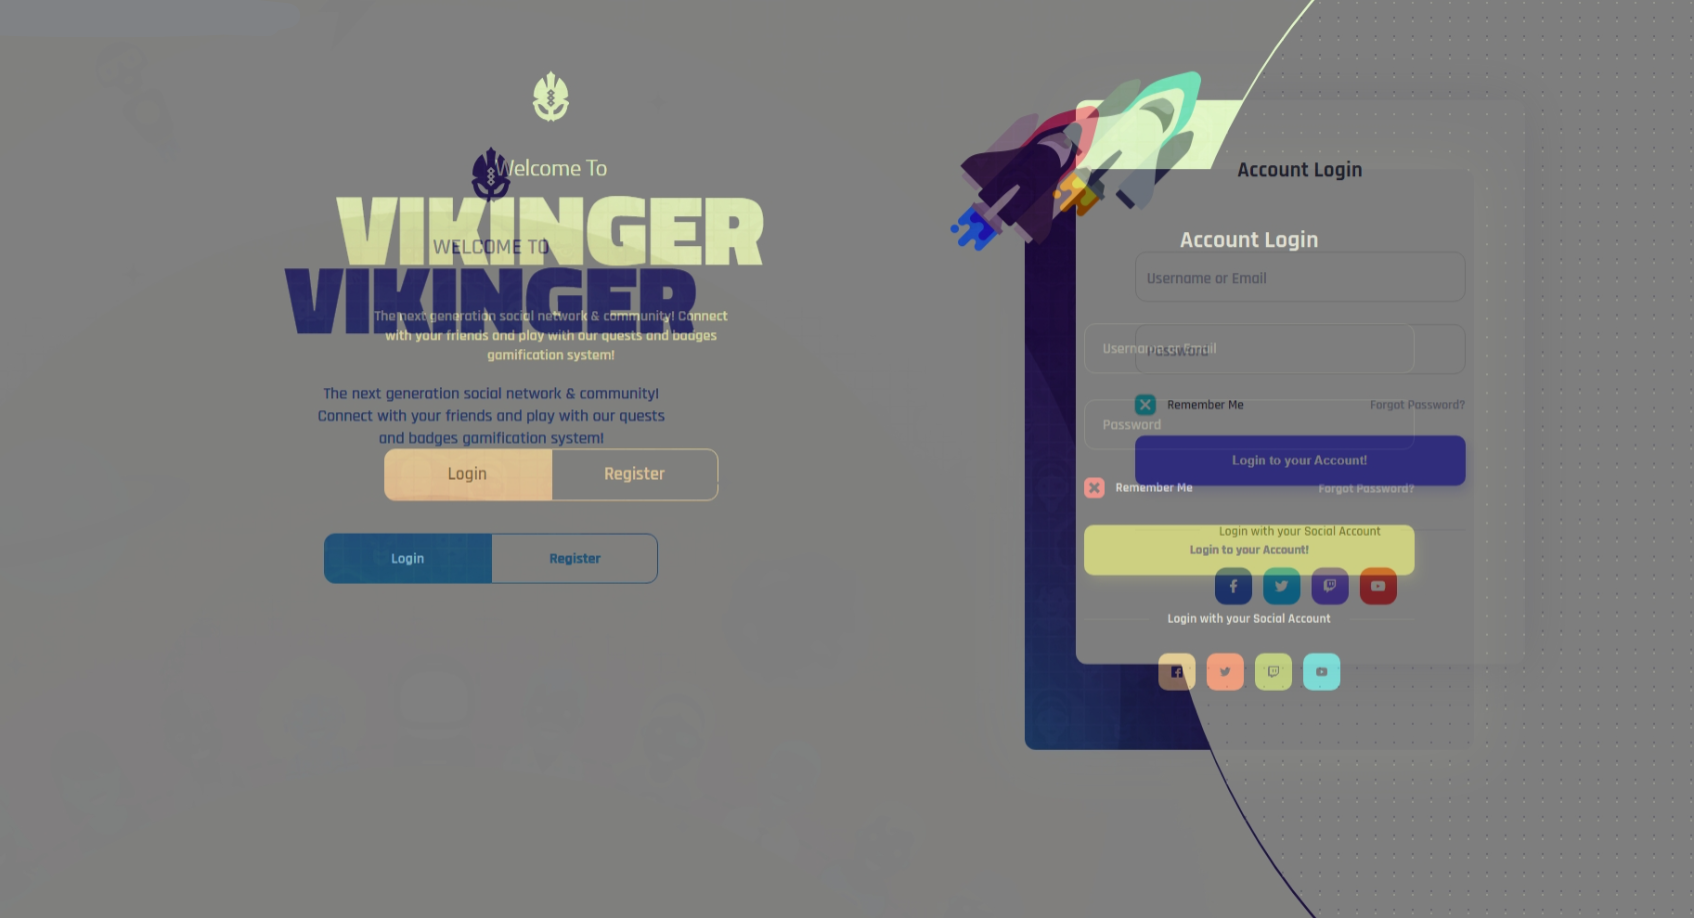 Welcome To
VIKINGER
WELCOME TO
VIKINGER
The next generation social network & community! Connect
with your friends and play with our quests and badges
gamification system!
The next generation social network & community!
Connect with your friends and play with our quests
and badges gamification system!
Login Register
Login Register
Account Login
Account Login
Username or Email
Username or Email
Password
Remember Me Forgot Password?
Password
Login to your Account!
Remember Me Forgot Password?
Login with your Social Account
Login to your Account!
Login with your Social Account